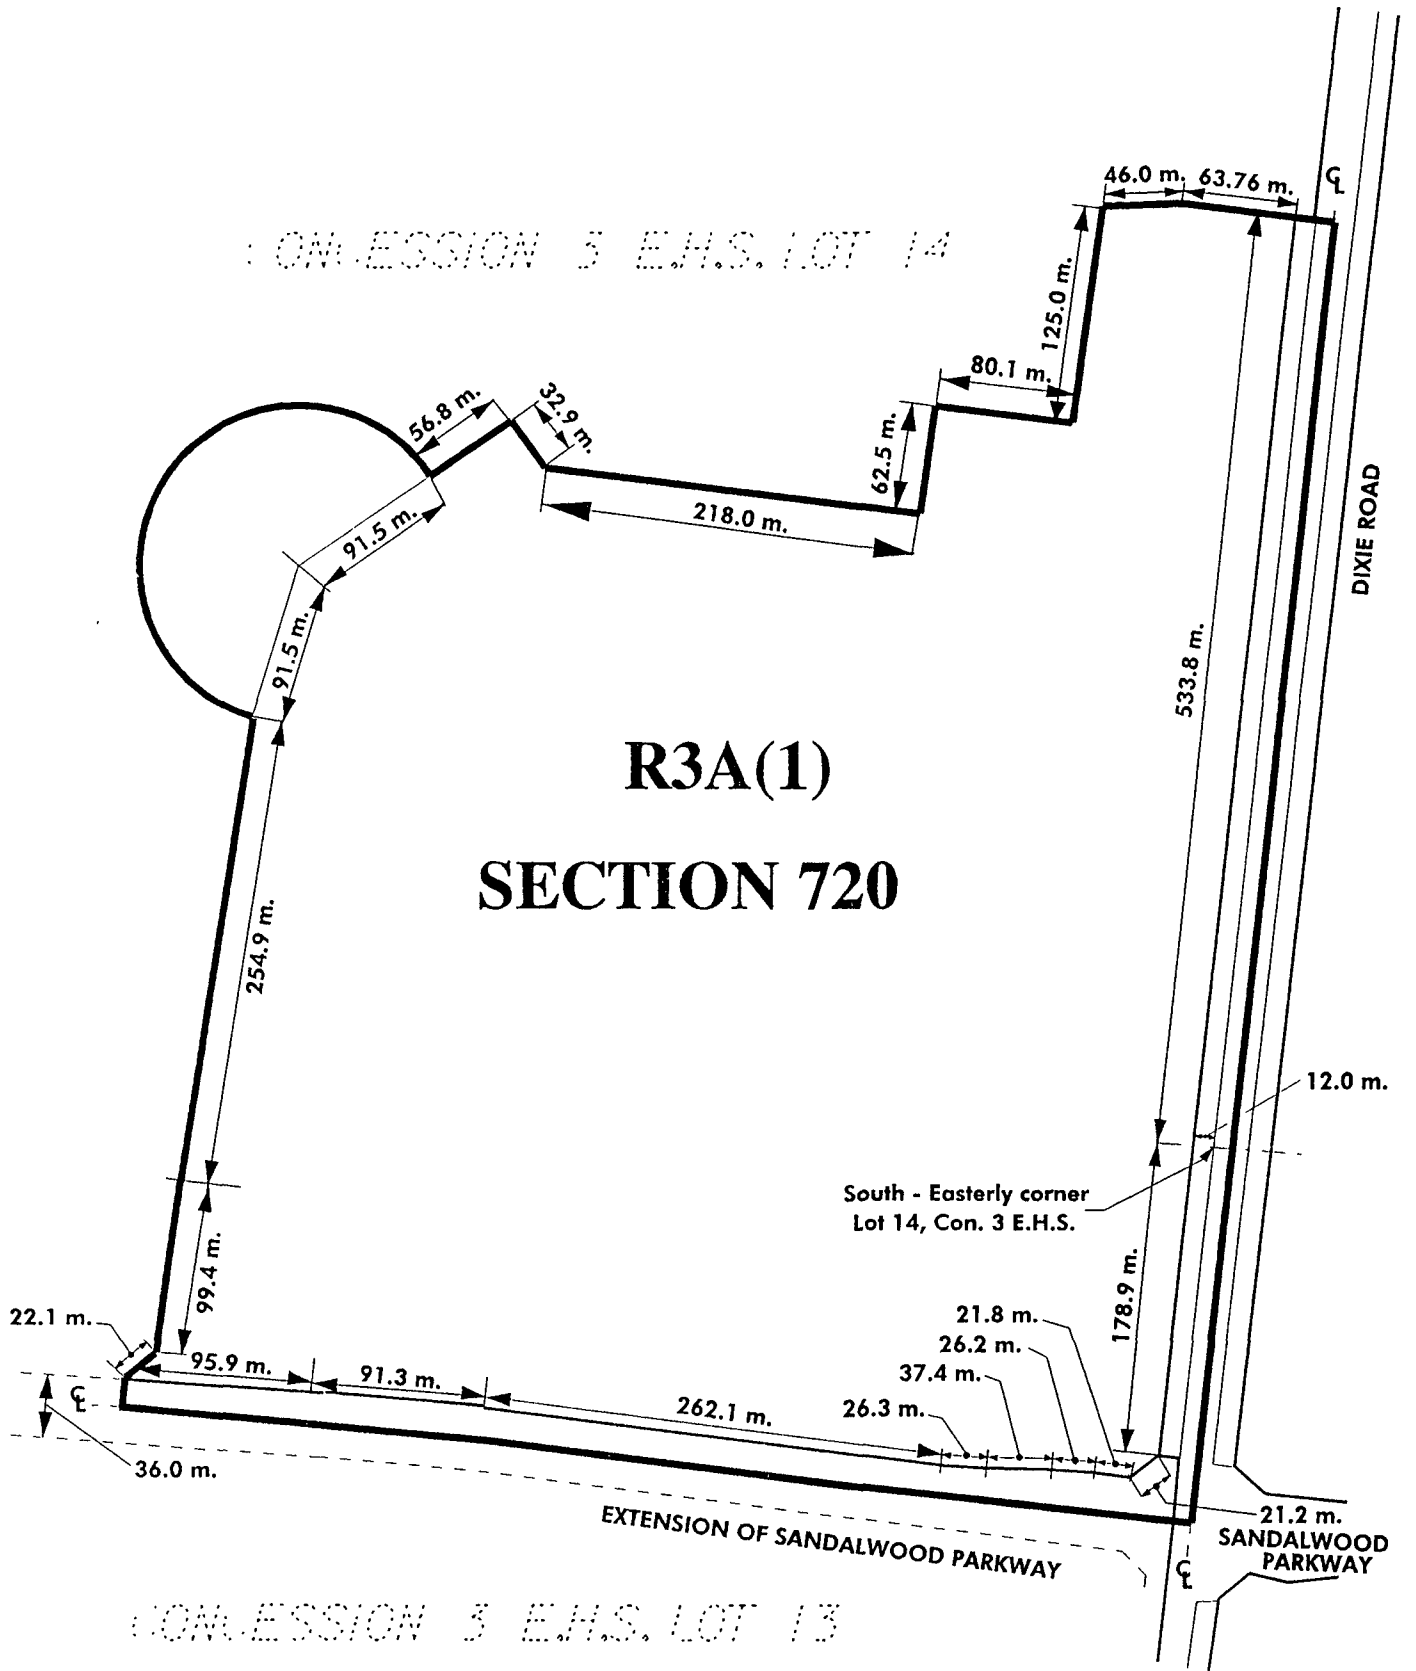 46.0 m. 63.76 m. ℄
E.H.S. LOT 14
125.0 m.
80.1 m.
56.8 m.
32.9 m.
62.5 m.
218.0 m.
91.5 m.
91.5 m.
DIXIE ROAD
533.8 m.
R3A(1)
SECTION 720
254.9 m.
12.0 m.
South - Easterly corner
Lot 14, Con. 3 E.H.S.
99.4 m.
178.9 m.
22.1 m.
21.8 m.
26.2 m.
95.9 m.
91.3 m.
37.4 m.
℄
262.1 m.
26.3 m.
36.0 m.
21.2 m.
EXTENSION OF SANDALWOOD PARKWAY
SANDALWOOD
PARKWAY
℄
3 E.H.S. LOT 13